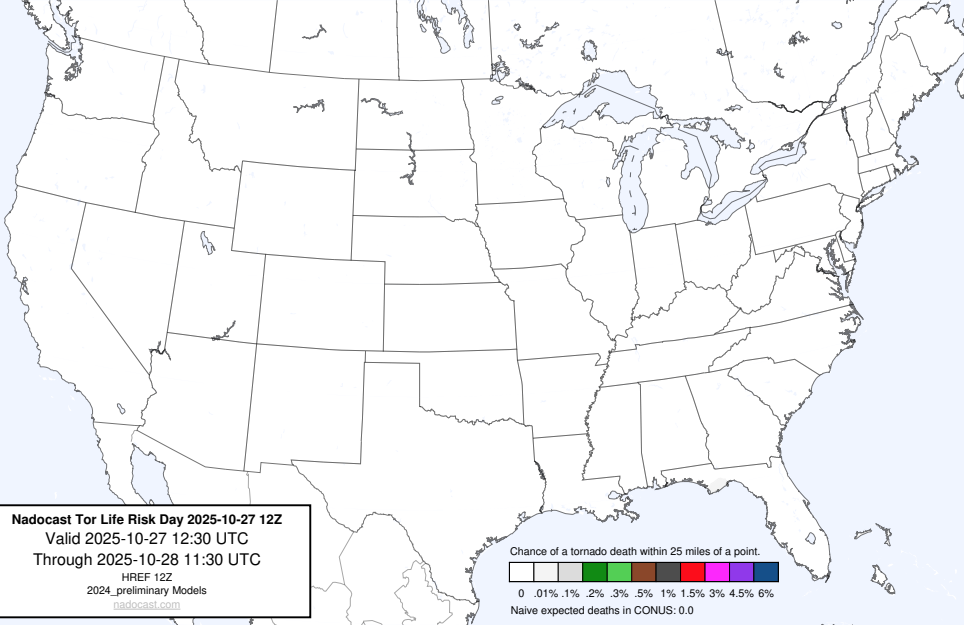 Nadocast Tor Life Risk Day 2025-10-27 12Z
Valid 2025-10-27 12:30 UTC
Through 2025-10-28 11:30 UTC
HREF 12Z
2024_preliminary Models
nadocast.com
Chance of a tornado death within 25 miles of a point.
0 .01% .1% .2% .3% .5% 1% 1.5% 3% 4.5% 6%
Naive expected deaths in CONUS: 0.0